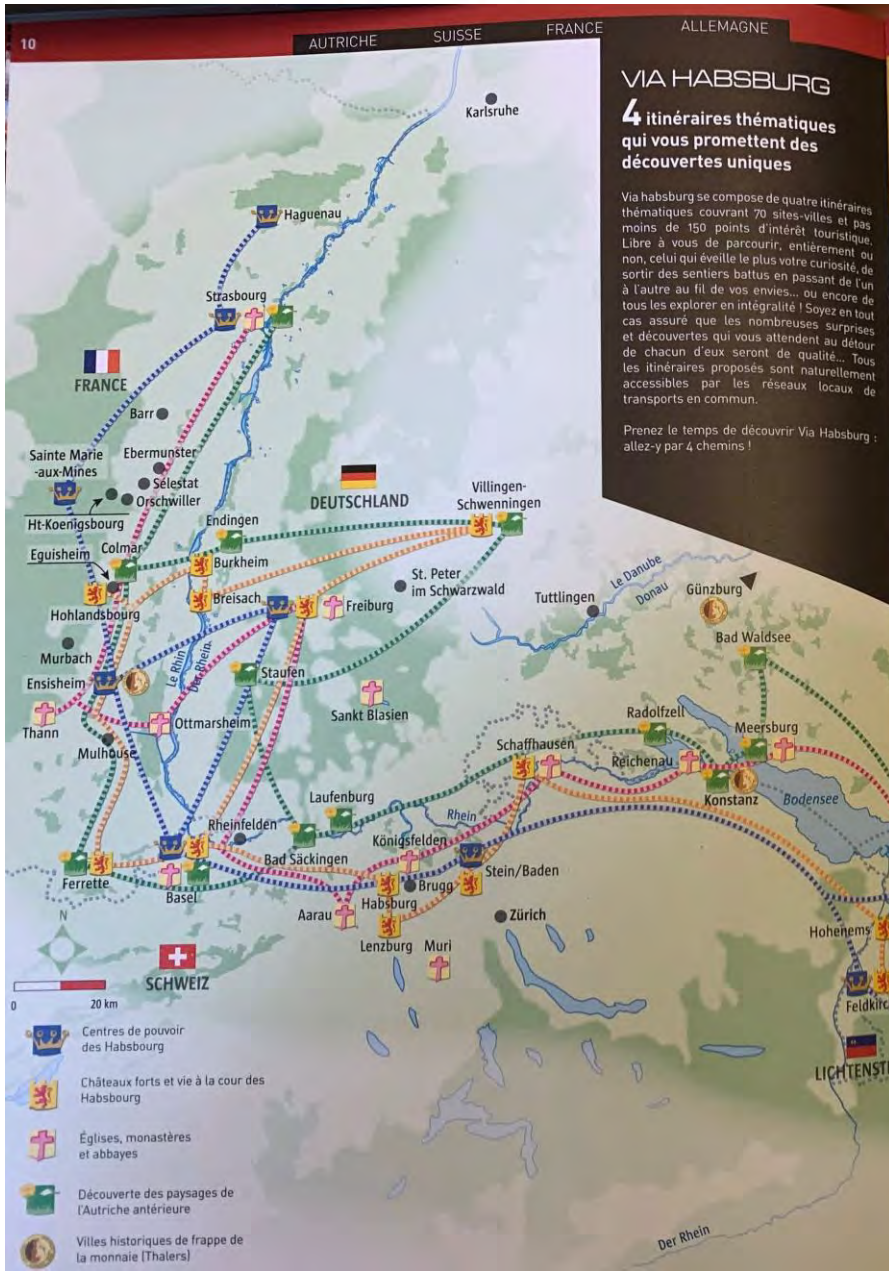 10
AUTRICHE
SUISSE
FRANCE
ALLEMAGNE
VIA HABSBURG
4 itinéraires thématiques
qui vous promettent des
découvertes uniques
Via habsburg se compose de quatre itinéraires
thématiques couvrant 70 sites-villes et pas
moins de 150 points d'intérêt touristique.
Libre à vous de parcourir, entièrement ou
non, celui qui éveille le plus votre curiosité, de
sortir des sentiers battus en passant de l'un
à l'autre au fil de vos envies... ou encore de
tous les explorer en intégralité ! Soyez en tout
cas assuré que les nombreuses surprises
et découvertes qui vous attendent au détour
de chacun d'eux seront de qualité... Tous
les itinéraires proposés sont naturellement
accessibles par les réseaux locaux de
transports en commun.
Prenez le temps de découvrir Via Habsburg :
allez-y par 4 chemins !
Karlsruhe
Haguenau
Strasbourg
FRANCE
Barr
Ebermunster
Sainte Marie
-aux-Mines
Sélestat
Orschwiller
Ht-Koenigsbourg
DEUTSCHLAND
Villingen-
Schwenningen
Endingen
Eguisheim
Colmar
Burkheim
Le Danube
Donau
St. Peter
im Schwarzwald
Tuttlingen
Günzburg
Hohlandsbourg
Breisach
Freiburg
Bad Waldsee
Murbach
Le Rhin
Der Rhein
Ensisheim
Staufen
Sankt Blasien
Thann
Ottmarsheim
Radolfzell
Meersburg
Mulhouse
Schaffhausen
Reichenau
Konstanz
Bodensee
Laufenburg
Rhein
Rheinfelden
Königsfelden
Bad Säckingen
Ferrette
Basel
Stein/Baden
Brugg
Habsburg
Aarau
Zürich
Lenzburg
Muri
Hohenems
N
SCHWEIZ
0
20 km
Feldkirc
LICHTENSTE
Centres de pouvoir
des Habsbourg
Châteaux forts et vie à la cour des
Habsbourg
Églises, monastères
et abbayes
Découverte des paysages de
l'Autriche antérieure
Villes historiques de frappe de
la monnaie (Thalers)
Der Rhein